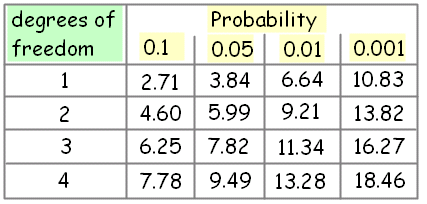 degrees of freedom Probability
0.1 0.05 0.01 0.001
1 2.71 3.84 6.64 10.83
2 4.60 5.99 9.21 13.82
3 6.25 7.82 11.34 16.27
4 7.78 9.49 13.28 18.46